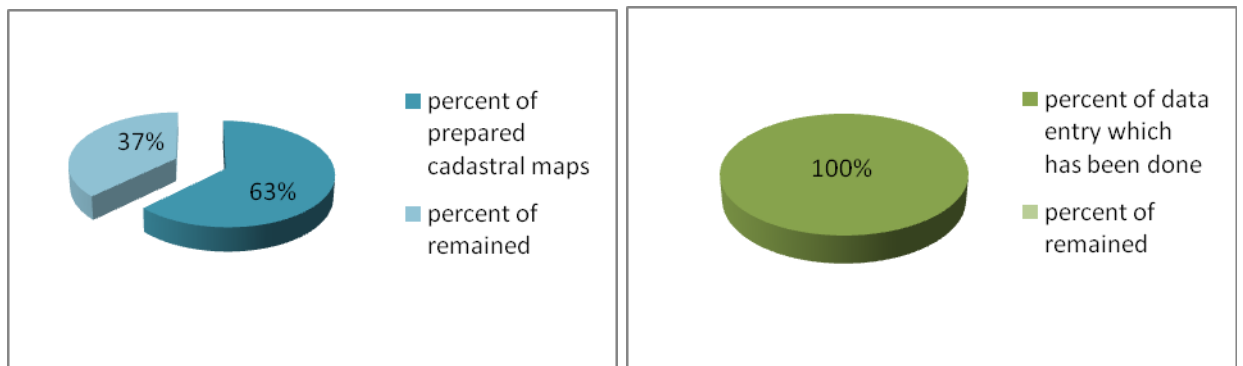 37%
63%
percent of
prepared
cadastral maps
percent of
remained
100%
percent of data
entry which
has been done
percent of
remained